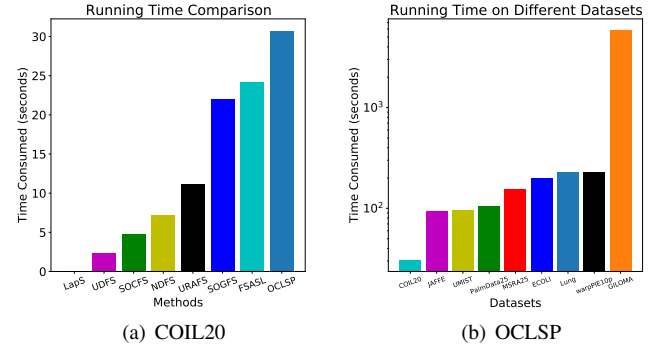 Running Time Comparison
Time Consumed (seconds)
30
25
20
15
10
5
0
LapS UDFS SOCFS NDFS URAFS SOGFS FSASL OCLSP
Methods
(a) COIL20
Running Time on Different Datasets
Time Consumed (seconds)
10³
10²
COIL20 JAFFE UMIST PalmData25 MSRA25 ECOLI Lung warpPIE10p GILOMA
Datasets
(b) OCLSP